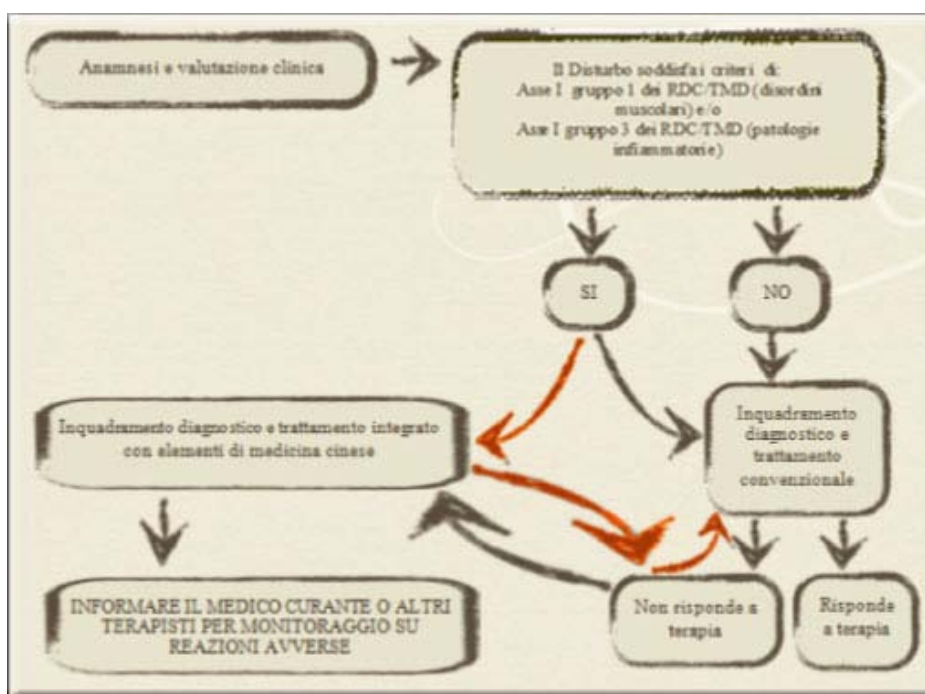 Anamnesi e valutazione clinica
Il Disturbo soddisfa i criteri di:
Asse I gruppo 1 dei RDC/TMD (disordini
muscolari) e/o
Asse I gruppo 3 dei RDC/TMD (patologie
infiammatorie)
SI
NO
Inquadramento diagnostico e trattamento integrato
con elementi di medicina cinese
Inquadramento
diagnostico e
trattamento
convenzionale
INFORMARE IL MEDICO CURANTE O ALTRI
TERAPISTI PER MONITORAGGIO SU
REAZIONI AVVERSE
Non risponde a
terapia
Risponde
a terapia